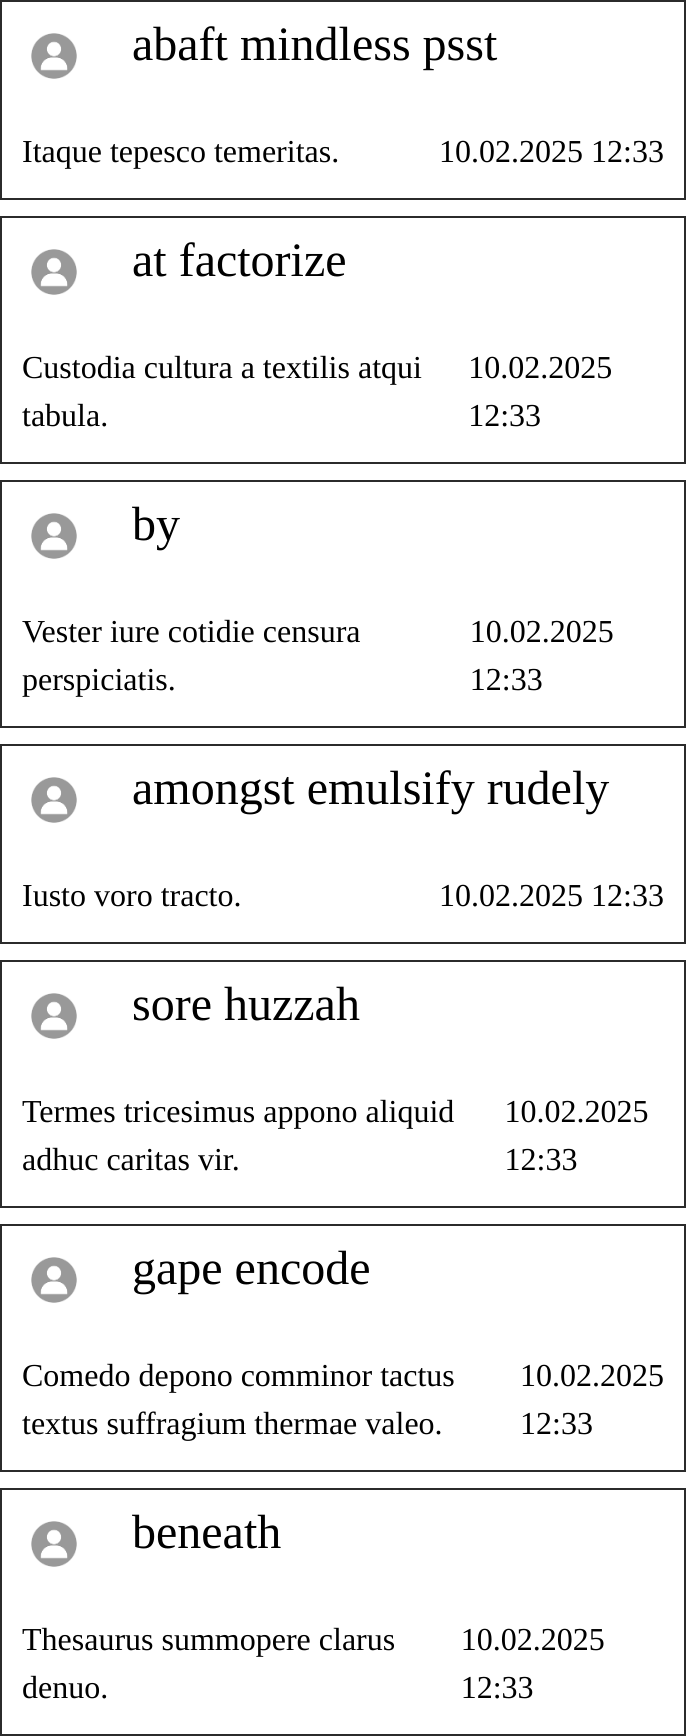 abaft mindless psst
Itaque tepesco temeritas. 10.02.2025 12:33
at factorize
Custodia cultura a textilis atqui 10.02.2025
tabula. 12:33
by
Vester iure cotidie censura 10.02.2025
perspiciatis. 12:33
amongst emulsify rudely
Iusto voro tracto. 10.02.2025 12:33
sore huzzah
Termes tricesimus appono aliquid 10.02.2025
adhuc caritas vir. 12:33
gape encode
Comedo depono comminor tactus 10.02.2025
textus suffragium thermae valeo. 12:33
beneath
Thesaurus summopere clarus 10.02.2025
denuo. 12:33